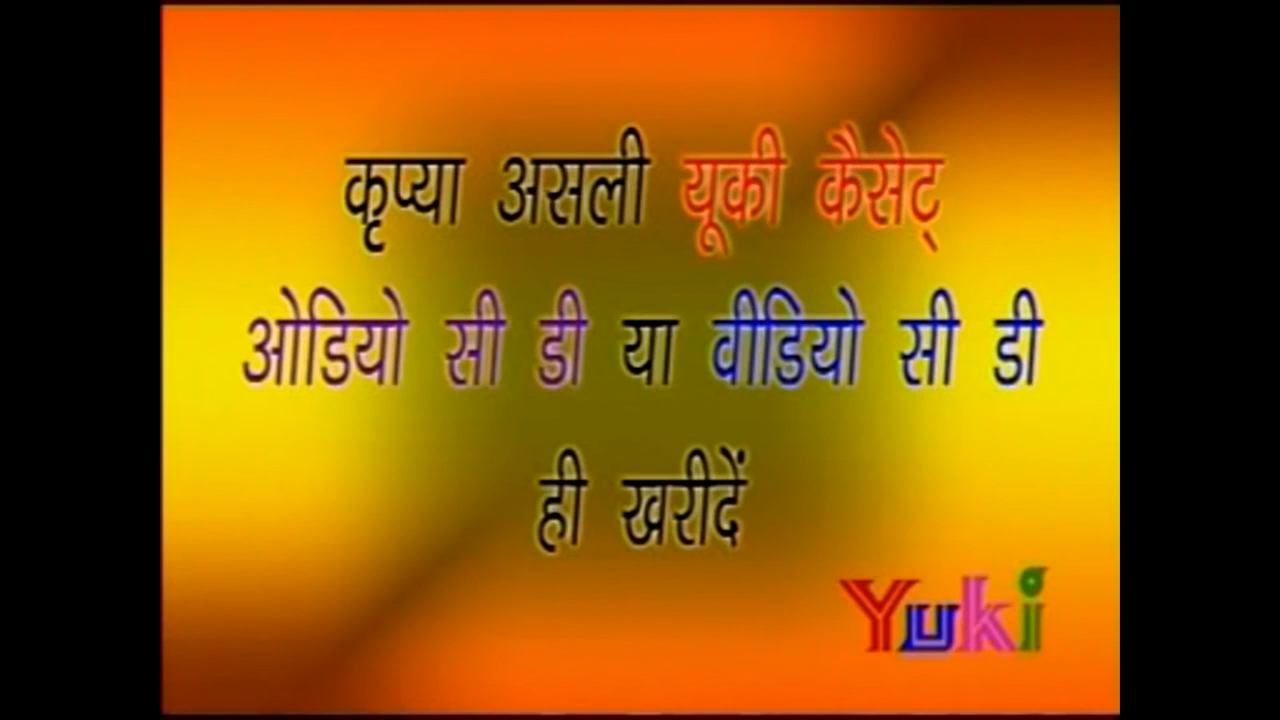 कृप्या असली यूकी कैसेट्
ओडियो सी डी या वीडियो सी डी
ही खरीदें
Yuki